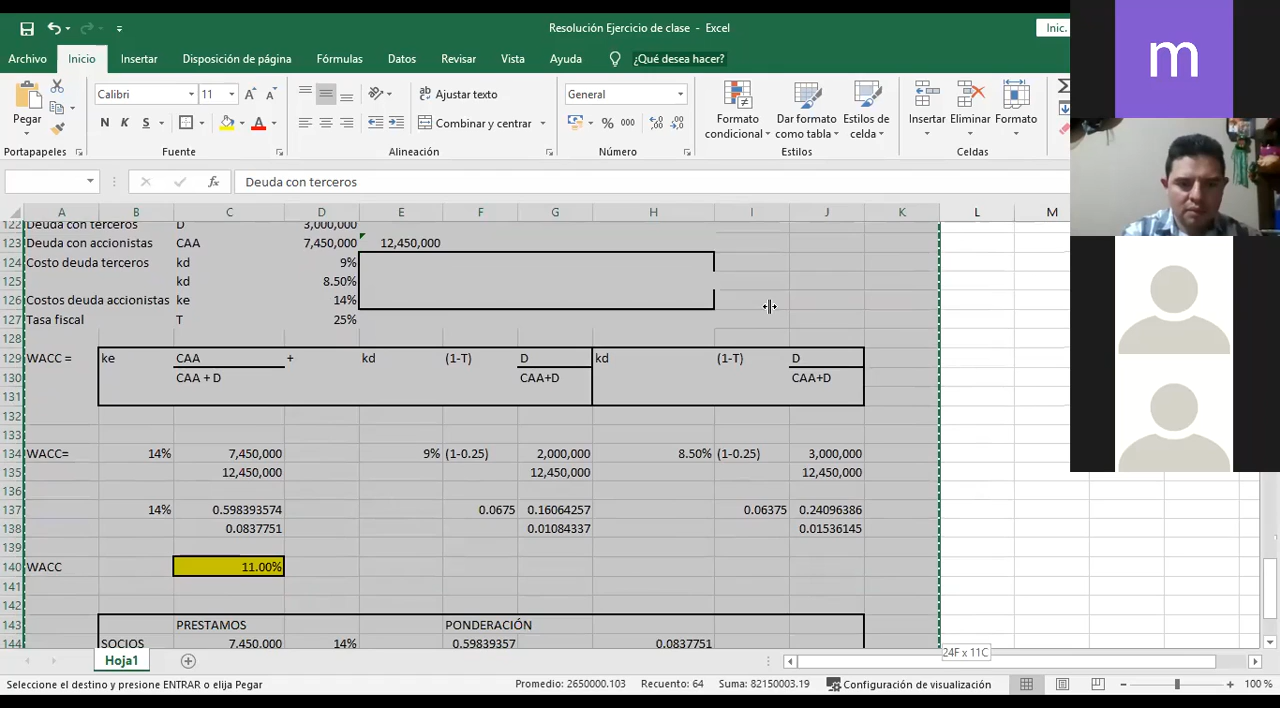 Resolución Ejercicio de clase - Excel
Inic.
Archivo Inicio Insertar Disposición de página Fórmulas Datos Revisar Vista Ayuda ¿Qué desea hacer?
Pegar
Calibri 11
N K S
Ajustar texto
Combinar y centrar
General
% 000
Formato condicional
Dar formato como tabla
Estilos de celda
Insertar Eliminar Formato
Portapapeles Fuente Alineación Número Estilos Celdas
m
fx Deuda con terceros
A B C D E F G H I J K L M
122 Deuda con terceros D 3,000,000
123 Deuda con accionistas CAA 7,450,000 12,450,000
124 Costo deuda terceros kd 9%
125 kd 8.50%
126 Costos deuda accionistas ke 14%
127 Tasa fiscal T 25%
128
129 WACC = ke CAA + kd (1-T) D kd (1-T) D
130 CAA + D CAA+D CAA+D
131
132
133
134 WACC= 14% 7,450,000 9% (1-0.25) 2,000,000 8.50% (1-0.25) 3,000,000
135 12,450,000 12,450,000 12,450,000
136
137 14% 0.598393574 0.0675 0.16064257 0.06375 0.24096386
138 0.0837751 0.01084337 0.01536145
139
140 WACC 11.00%
141
142
143 PRESTAMOS PONDERACIÓN
144 SOCIOS 7,450,000 14% 0.59839357 0.0837751
24F x 11C
Hoja1
Seleccione el destino y presione ENTRAR o elija Pegar Promedio: 2650000.103 Recuento: 64 Suma: 82150003.19 Configuración de visualización 100 %